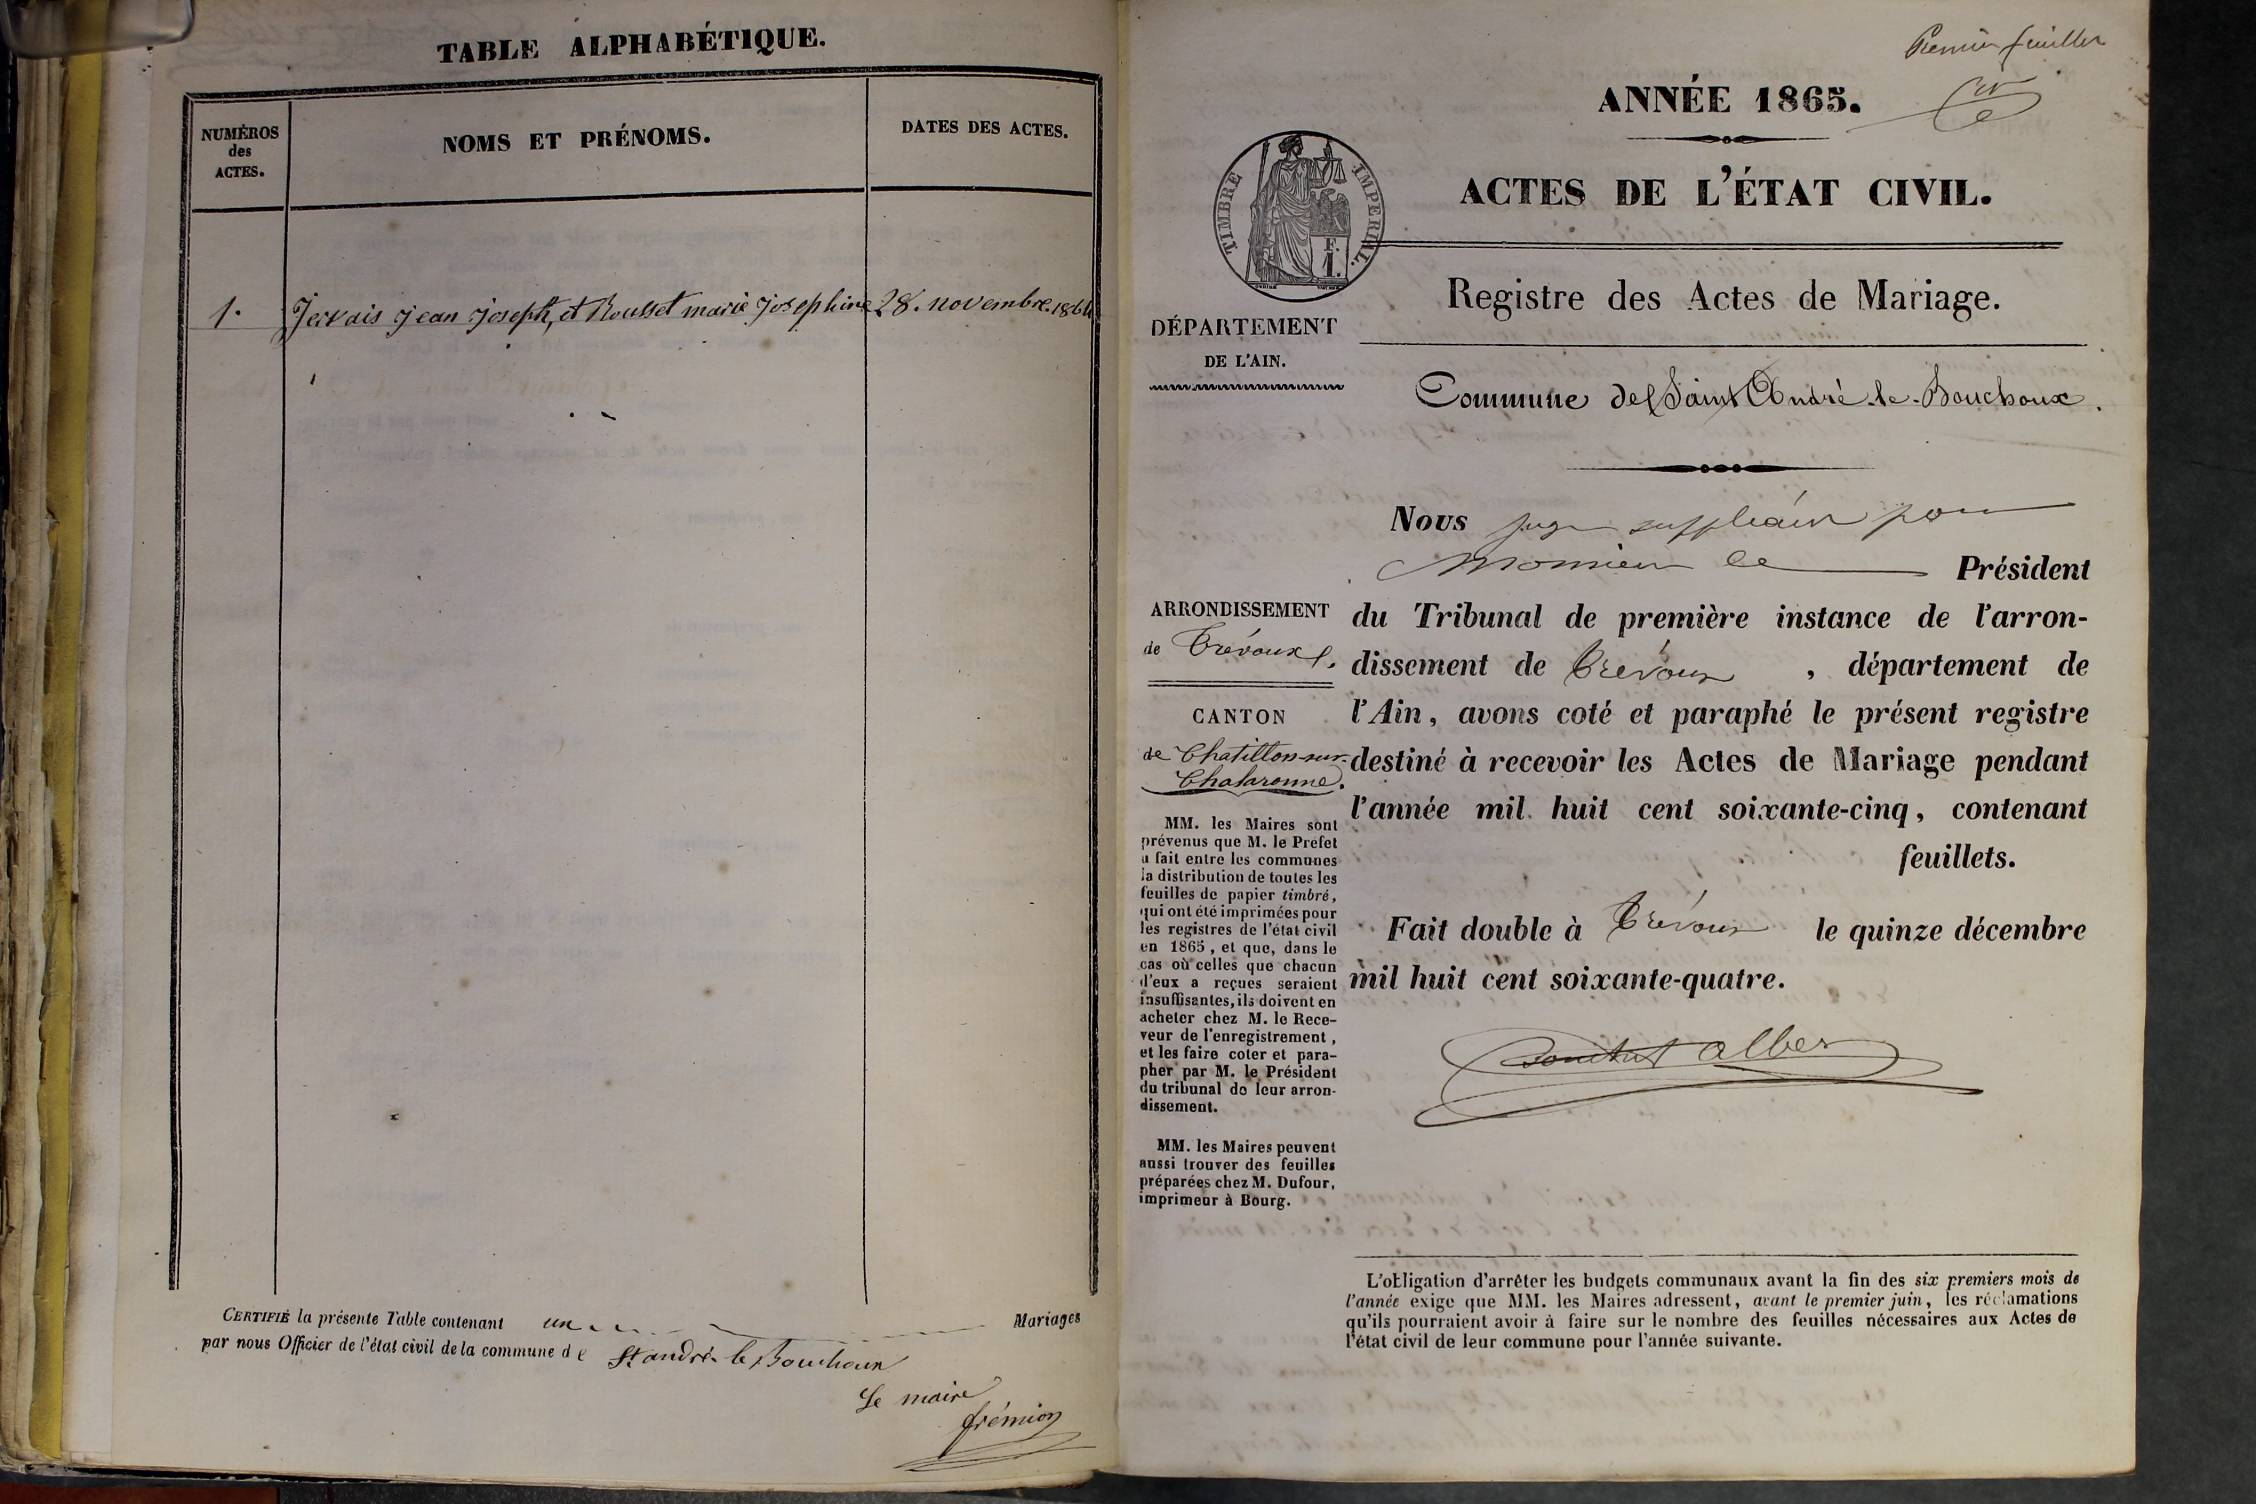 TABLE ALPHABÉTIQUE.
NUMÉROS
des
ACTES.
NOMS ET PRÉNOMS.
DATES DES ACTES.
1. Jervais jean joseph, et Rousset marie josephine 28. novembre. 1864
CERTIFIÉ la présente Table contenant un Mariages
par nous Officier de l'état civil de la commune de St andré-le Bouchoux
Le maire
frémion
Premier feuillet
ANNÉE 1865.
ACTES DE L'ÉTAT CIVIL.
TIMBRE IMPERIAL.
F.
1.
Registre des Actes de Mariage.
DÉPARTEMENT
DE L'AIN.
Commune de Saint André-le-Bouchoux.
Nous juge suppléant pour
Monsieur le Président
ARRONDISSEMENT
de Trévoux.
du Tribunal de première instance de l'arron-
dissement de Trévoux, département de
l'Ain, avons coté et paraphé le présent registre
destiné à recevoir les Actes de Mariage pendant
l'année mil huit cent soixante-cinq, contenant
feuillets.
Fait double à Trévoux le quinze décembre
mil huit cent soixante-quatre.
CANTON
de Chatillon-sur-
Chalaronne.
MM. les Maires sont
prévenus que M. le Préfet
a fait entre les communes
la distribution de toutes les
feuilles de papier timbré,
qui ont été imprimées pour
les registres de l'état civil
en 1865, et que, dans le
cas où celles que chacun
d'eux a reçues seraient
insuffisantes, ils doivent en
acheter chez M. le Rece-
veur de l'enregistrement,
et les faire coter et para-
pher par M. le Président
du tribunal de leur arron-
dissement.
MM. les Maires peuvent
aussi trouver des feuilles
préparées chez M. Dufour,
imprimeur à Bourg.
L'obligation d'arrêter les budgets communaux avant la fin des six premiers mois de
l'année exige que MM. les Maires adressent, avant le premier juin, les réclamations
qu'ils pourraient avoir à faire sur le nombre des feuilles nécessaires aux Actes de
l'état civil de leur commune pour l'année suivante.